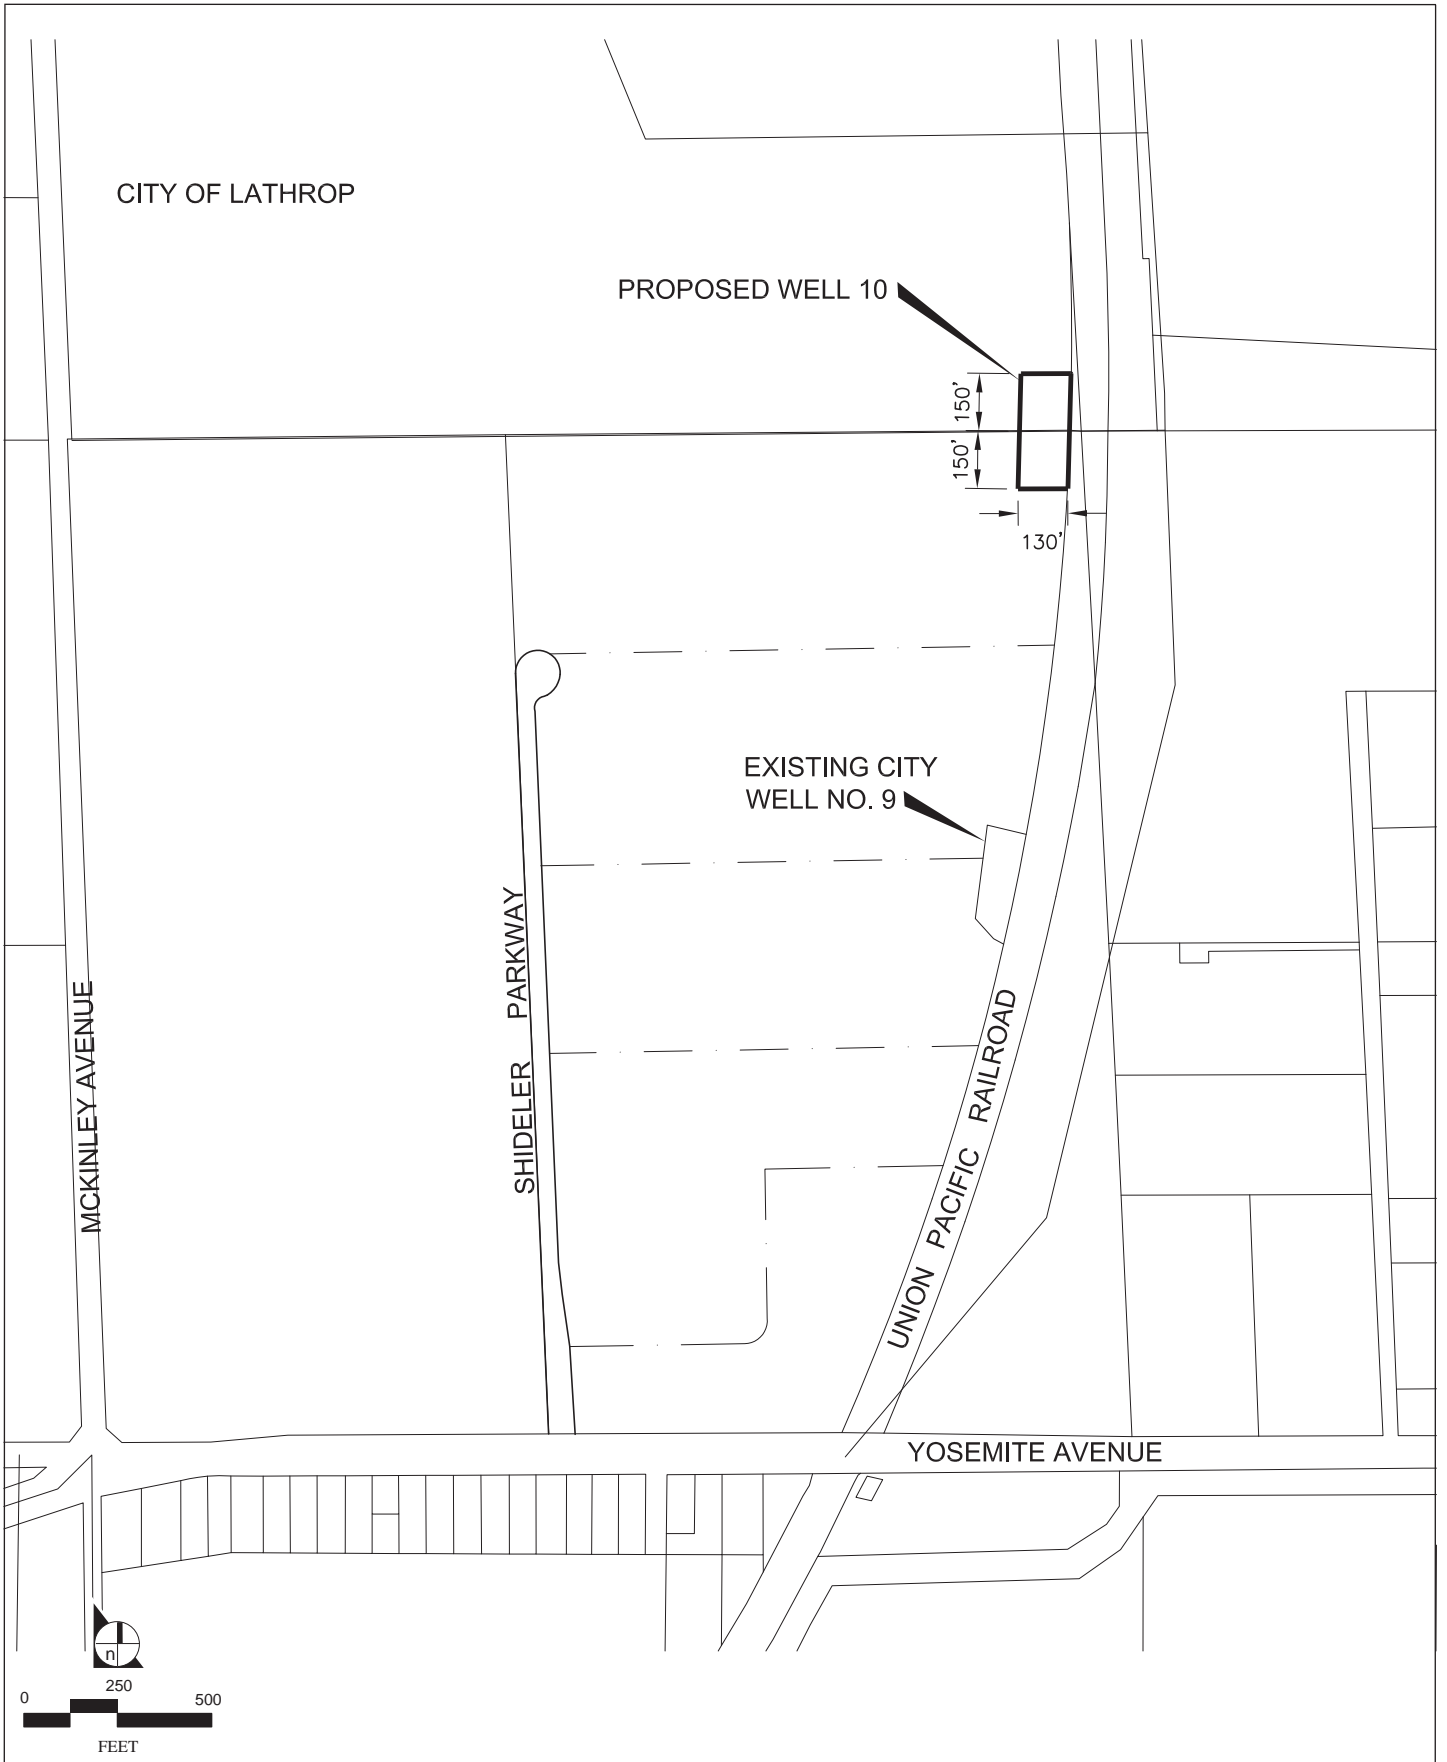 CITY OF LATHROP
PROPOSED WELL 10
150'
150'
130'
EXISTING CITY
WELL NO. 9
MCKINLEY AVENUE
SHIDELER PARKWAY
UNION PACIFIC RAILROAD
YOSEMITE AVENUE
n
0 250 500
FEET